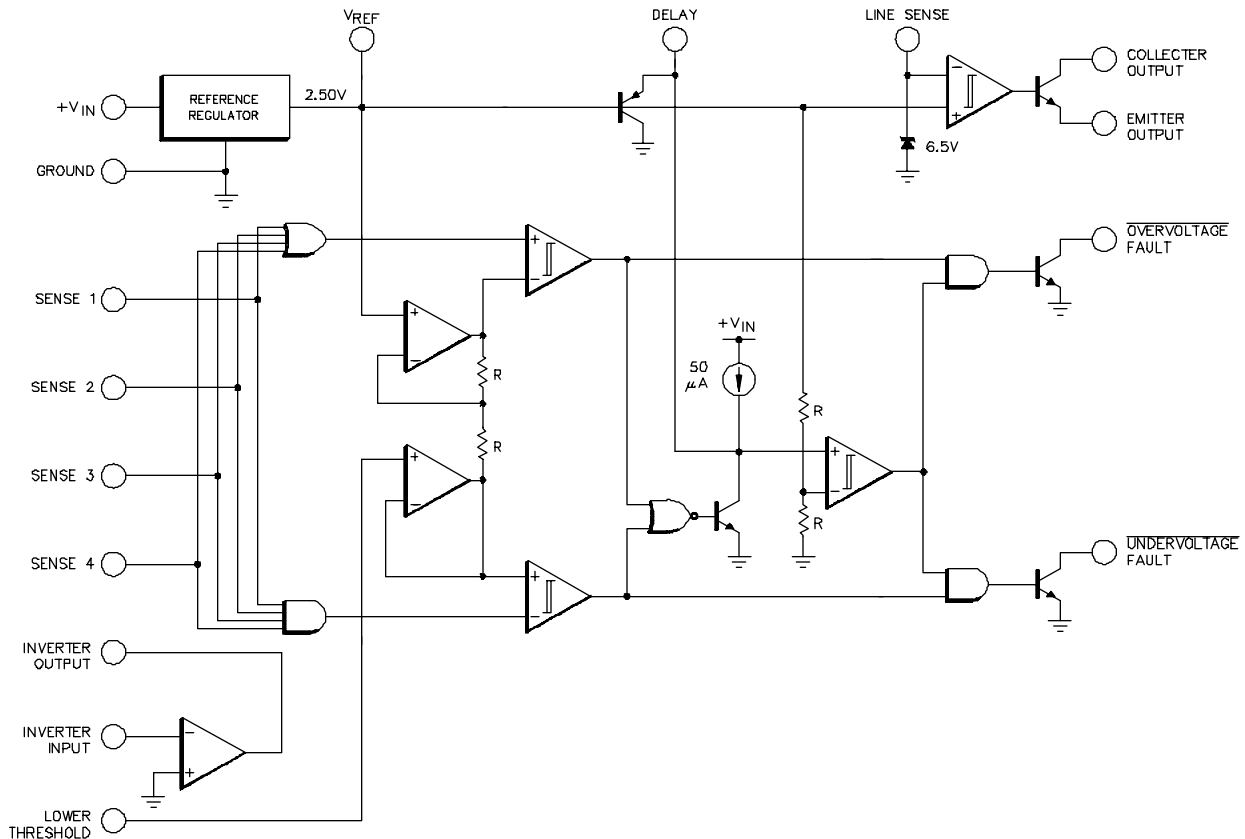 VREF
DELAY
LINE SENSE
COLLECTER
OUTPUT
+VIN
REFERENCE
REGULATOR
2.50V
−
+
EMITTER
OUTPUT
6.5V
GROUND
+
−
OVERVOLTAGE
FAULT
SENSE 1
+
−
+VIN
R
50
μA
SENSE 2
R
R
+
−
+
−
SENSE 3
R
SENSE 4
+
−
UNDERVOLTAGE
FAULT
INVERTER
OUTPUT
INVERTER
INPUT
−
+
LOWER
THRESHOLD